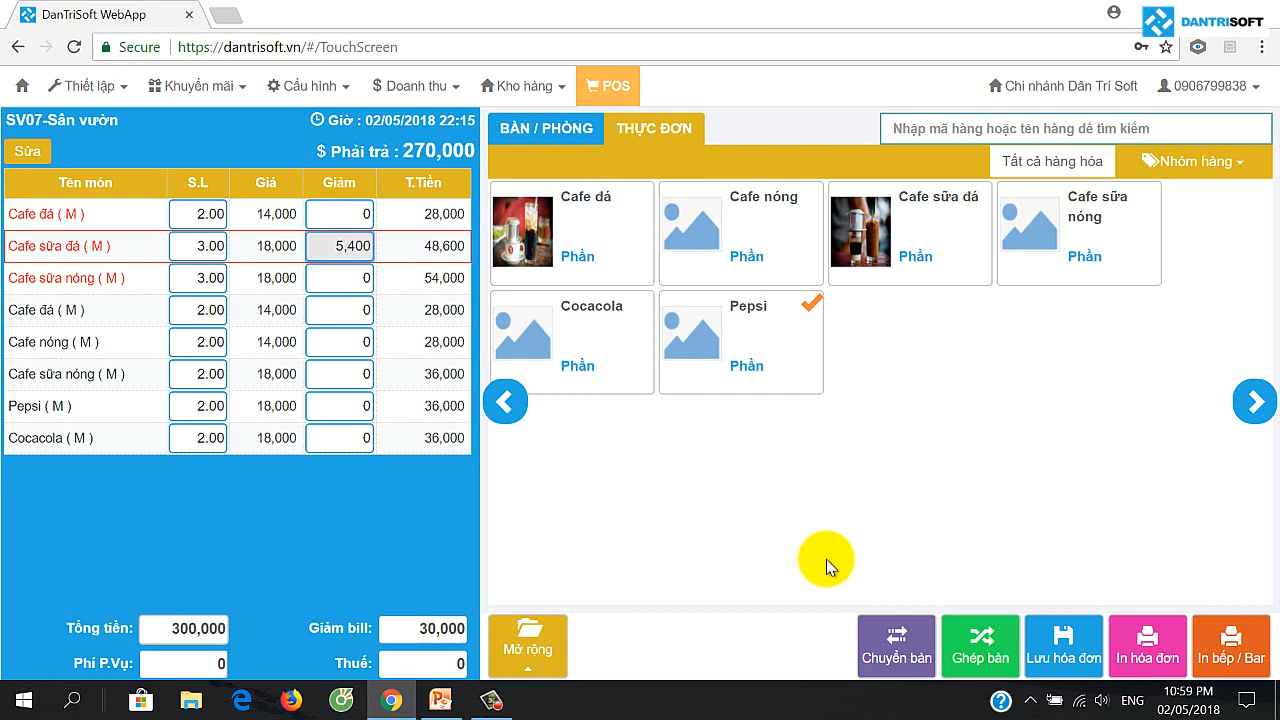 DanTriSoft WebApp
DANTRISOFT
Secure
https://dantrisoft.vn/#/TouchScreen
Thiết lập
Khuyến mãi
Cấu hình
$ Doanh thu
Kho hàng
POS
Chi nhánh Dân Trí Soft
0906799838
SV07-Sân vườn
Giờ : 02/05/2018 22:15
Sửa
$ Phải trả : 270,000
Tên món S.L Giá Giảm T.Tiền
Cafe đá ( M ) 2.00 14,000 0 28,000
Cafe sữa đá ( M ) 3.00 18,000 5,400 48,600
Cafe sữa nóng ( M ) 3.00 18,000 0 54,000
Cafe đá ( M ) 2.00 14,000 0 28,000
Cafe nóng ( M ) 2.00 14,000 0 28,000
Cafe sữa nóng ( M ) 2.00 18,000 0 36,000
Pepsi ( M ) 2.00 18,000 0 36,000
Cocacola ( M ) 2.00 18,000 0 36,000
Tổng tiền: 300,000 Giảm bill: 30,000
Phí P.Vụ: 0 Thuế: 0
BÀN / PHÒNG
THỰC ĐƠN
Nhập mã hàng hoặc tên hàng để tìm kiếm
Tất cả hàng hóa
Nhóm hàng
Cafe đá
Phần
Cafe nóng
Phần
Cafe sữa đá
Phần
Cafe sữa
nóng
Phần
Cocacola
Phần
Pepsi
Phần
Mở rộng
Chuyển bàn
Ghép bàn
Lưu hóa đơn
In hóa đơn
In bếp / Bar
ENG
10:59 PM
02/05/2018